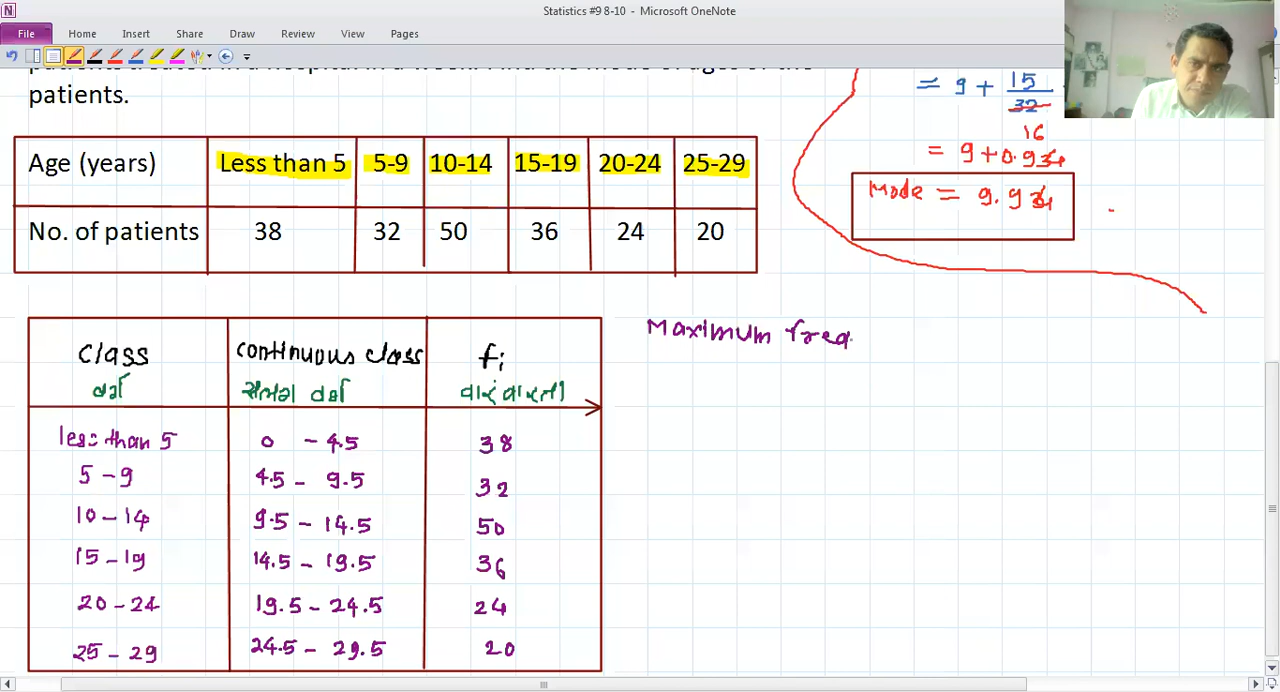 Statistics #9 8-10 - Microsoft OneNote
File Home Insert Share Draw Review View Pages
patients.
= 9 + 15
32
16
= 9+0.934
Mode = 9.934
Age (years) Less than 5 5-9 10-14 15-19 20-24 25-29
No. of patients 38 32 50 36 24 20
Maximum freq
class continuous class fi
વર્ગ સતત વર્ગ
less than 5 0 - 4.5 38
5 - 9 4.5 - 9.5 32
10 - 14 9.5 - 14.5 50
15 - 19 14.5 - 19.5 36
20 - 24 19.5 - 24.5 24
25 - 29 24.5 - 29.5 20